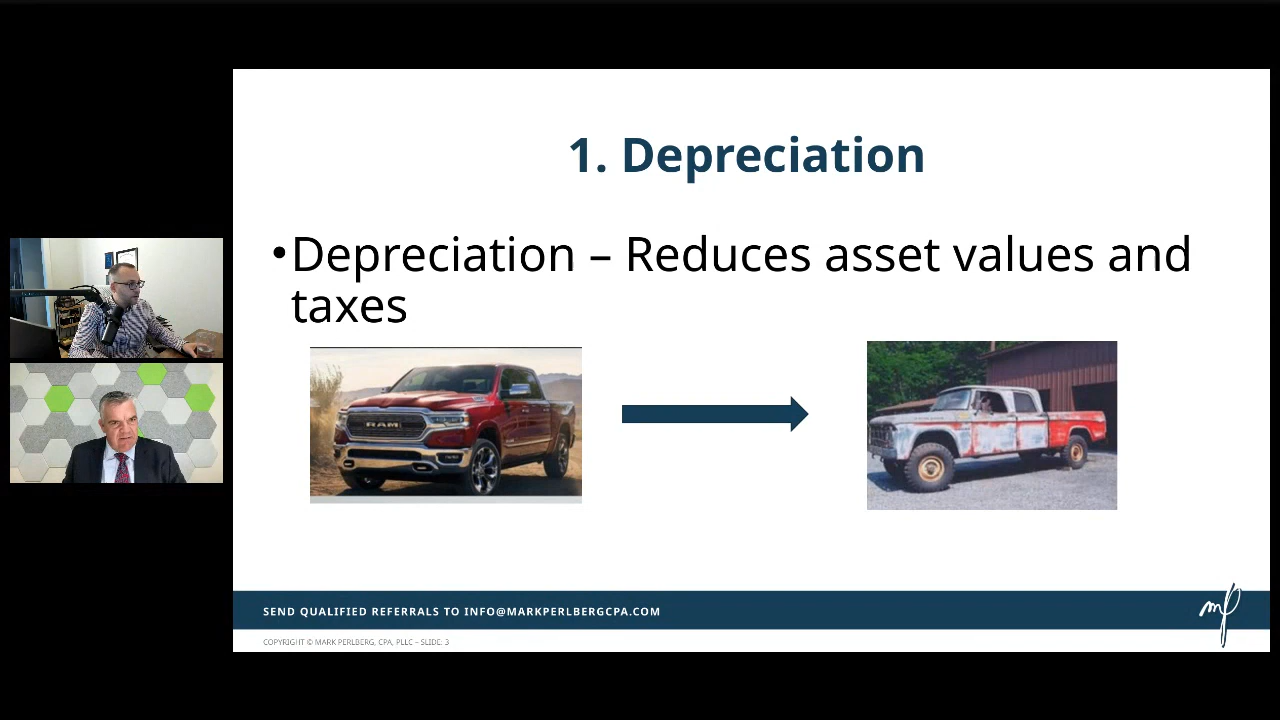 1. Depreciation
•Depreciation – Reduces asset values and
taxes
RAM
SEND QUALIFIED REFERRALS TO INFO@MARKPERLBERGCPA.COM
mp
COPYRIGHT © MARK PERLBERG, CPA, PLLC – SLIDE: 3